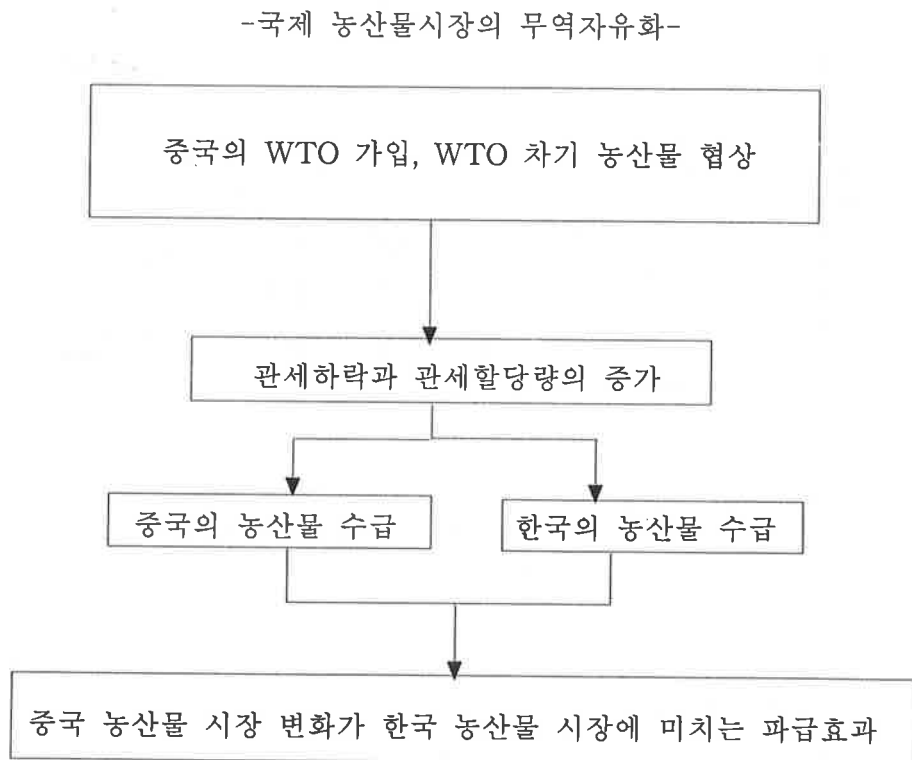 -국제 농산물시장의 무역자유화-
중국의 WTO 가입, WTO 차기 농산물 협상
관세하락과 관세할당량의 증가
중국의 농산물 수급
한국의 농산물 수급
중국 농산물 시장 변화가 한국 농산물 시장에 미치는 파급효과